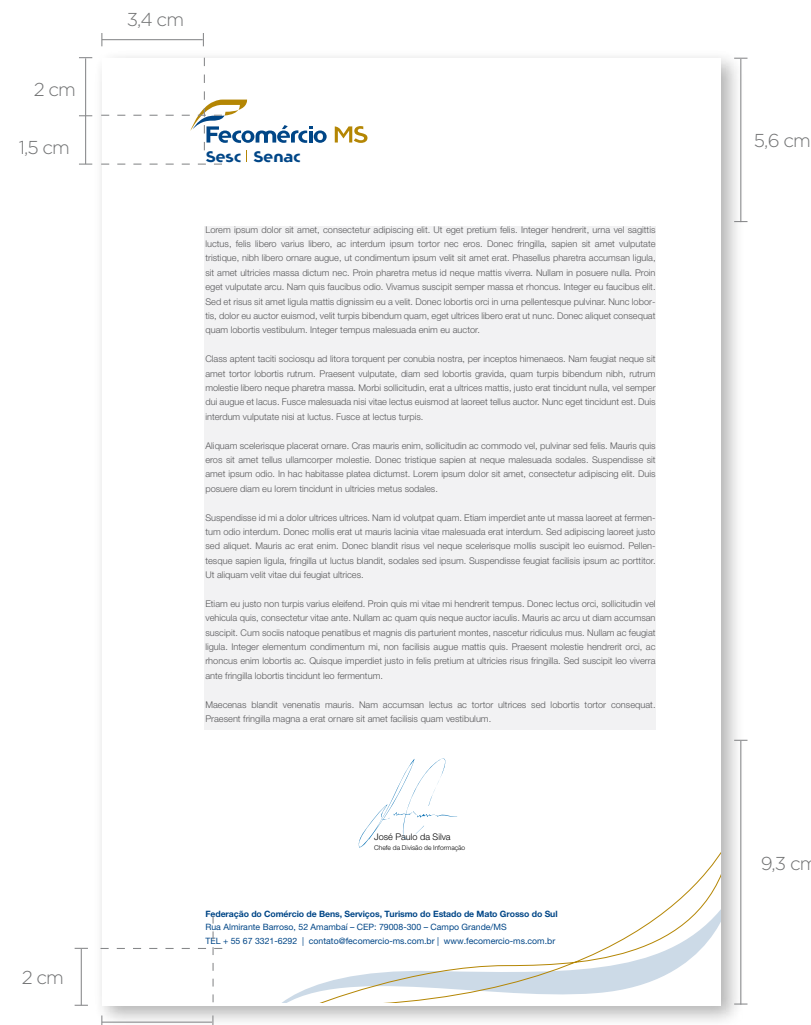 3,4 cm
2 cm
1,5 cm
5,6 cm
Fecomércio MS
Sesc | Senac
Lorem ipsum dolor sit amet, consectetur adipiscing elit. Ut eget pretium felis. Integer hendrerit, urna vel sagittis
luctus, felis libero varius libero, ac interdum ipsum tortor nec eros. Donec fringilla, sapien sit amet vulputate
tristique, nibh libero ornare augue, ut condimentum ipsum velit sit amet erat. Phasellus pharetra accumsan ligula,
sit amet ultricies massa dictum nec. Proin pharetra metus id neque mattis viverra. Nullam in posuere nulla. Proin
eget vulputate arcu. Nam quis faucibus odio. Vivamus suscipit semper massa et rhoncus. Integer eu faucibus elit.
Sed et risus sit amet ligula mattis dignissim eu a velit. Donec lobortis orci in urna pellentesque pulvinar. Nunc lobor-
tis, dolor eu auctor euismod, velit turpis bibendum quam, eget ultrices libero erat ut nunc. Donec aliquet consequat
quam lobortis vestibulum. Integer tempus malesuada enim eu auctor.
Class aptent taciti sociosqu ad litora torquent per conubia nostra, per inceptos himenaeos. Nam feugiat neque sit
amet tortor lobortis rutrum. Praesent vulputate, diam sed lobortis gravida, quam turpis bibendum nibh, rutrum
molestie libero neque pharetra massa. Morbi sollicitudin, erat a ultrices mattis, justo erat tincidunt nulla, vel semper
dui augue et lacus. Fusce malesuada nisi vitae lectus euismod at laoreet tellus auctor. Nunc eget tincidunt est. Duis
interdum vulputate nisi at luctus. Fusce at lectus turpis.
Aliquam scelerisque placerat ornare. Cras mauris enim, sollicitudin ac commodo vel, pulvinar sed felis. Mauris quis
eros sit amet tellus ullamcorper molestie. Donec tristique sapien at neque malesuada sodales. Suspendisse sit
amet ipsum odio. In hac habitasse platea dictumst. Lorem ipsum dolor sit amet, consectetur adipiscing elit. Duis
posuere diam eu lorem tincidunt in ultricies metus sodales.
Suspendisse id mi a dolor ultrices ultrices. Nam id volutpat quam. Etiam imperdiet ante ut massa laoreet at fermen-
tum odio interdum. Donec mollis erat ut mauris lacinia vitae malesuada erat interdum. Sed adipiscing laoreet justo
sed aliquet. Mauris ac erat enim. Donec blandit risus vel neque scelerisque mollis suscipit leo euismod. Pellen-
tesque sapien ligula, fringilla ut luctus blandit, sodales sed ipsum. Suspendisse feugiat facilisis ipsum ac porttitor.
Ut aliquam velit vitae dui feugiat ultrices.
Etiam eu justo non turpis varius eleifend. Proin quis mi vitae mi hendrerit tempus. Donec lectus orci, sollicitudin vel
vehicula quis, consectetur vitae ante. Nullam ac quam quis neque auctor iaculis. Mauris ac arcu ut diam accumsan
suscipit. Cum sociis natoque penatibus et magnis dis parturient montes, nascetur ridiculus mus. Nullam ac feugiat
ligula. Integer elementum condimentum mi, non facilisis augue mattis quis. Praesent molestie hendrerit orci, ac
rhoncus enim lobortis ac. Quisque imperdiet justo in felis pretium at ultricies risus fringilla. Sed suscipit leo viverra
ante fringilla lobortis tincidunt leo fermentum.
Maecenas blandit venenatis mauris. Nam accumsan lectus ac tortor ultrices sed lobortis tortor consequat.
Praesent fringilla magna a erat ornare sit amet facilisis quam vestibulum.
José Paulo da Silva
Chefe da Divisão de Informação
9,3 cm
Federação do Comércio de Bens, Serviços, Turismo do Estado de Mato Grosso do Sul
Rua Almirante Barroso, 52 Amambaí – CEP: 79008-300 – Campo Grande/MS
TEL + 55 67 3321-6292 | contato@fecomercio-ms.com.br | www.fecomercio-ms.com.br
2 cm